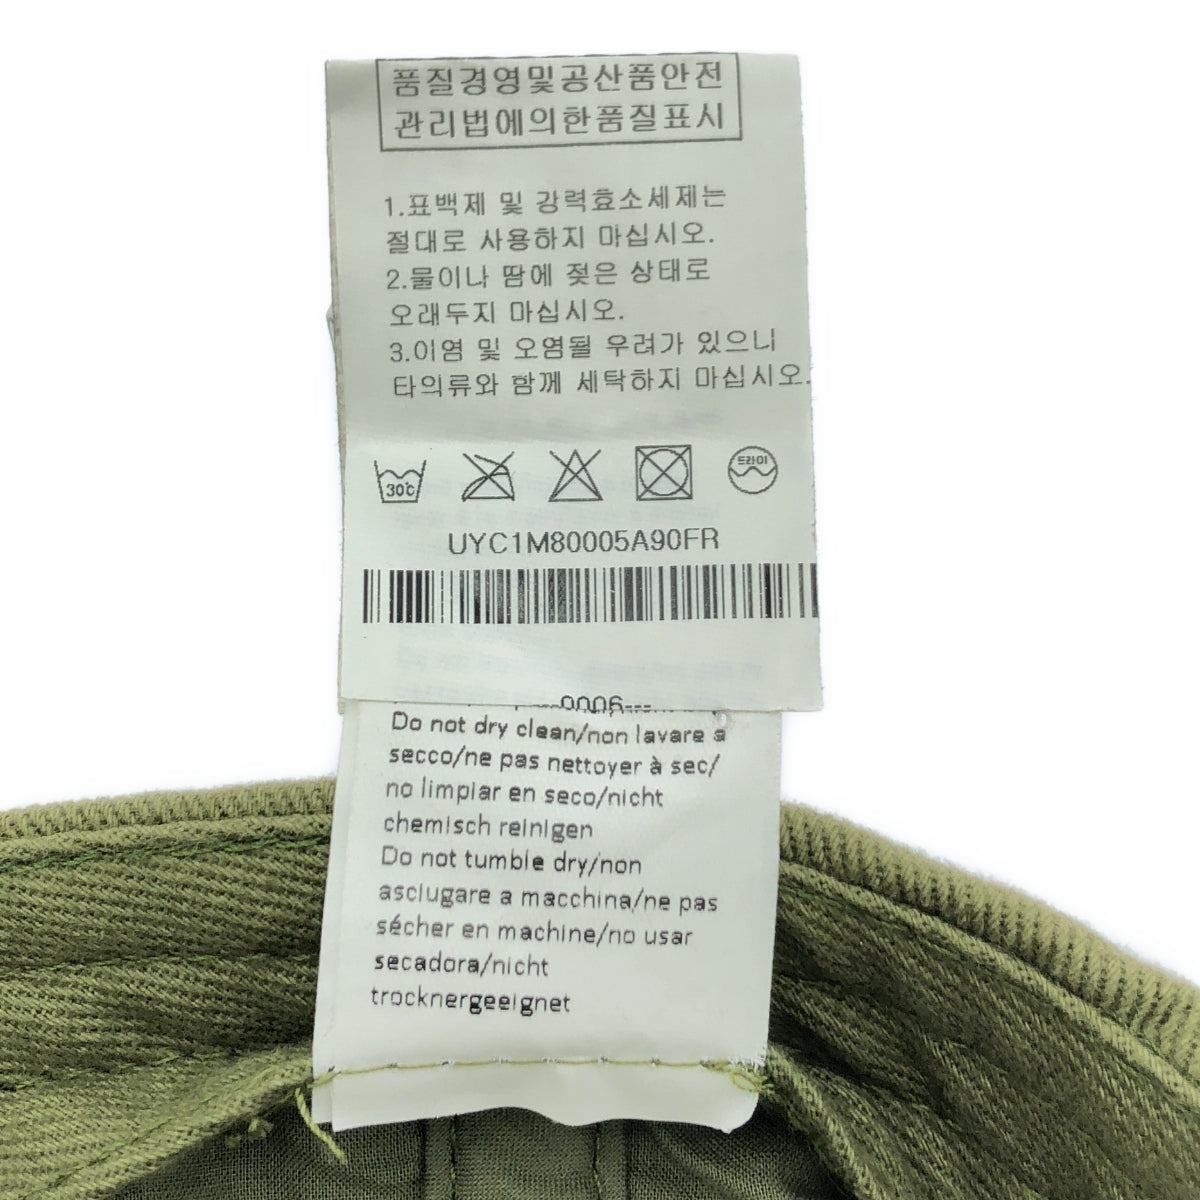 품질경영및공산품안전
관리법에의한품질표시
1.표백제 및 강력효소세제는
절대로 사용하지 마십시오.
2.물이나 땀에 젖은 상태로
오래두지 마십시오.
3.이염 및 오염될 우려가 있으니
타의류와 함께 세탁하지 마십시오.
30℃ 드라이
UYC1M80005A90FR
Do not dry clean/non lavare a
secco/ne pas nettoyer à sec/
no limpiar en seco/nicht
chemisch reinigen
Do not tumble dry/non
asciugare a macchina/ne pas
sécher en machine/no usar
secadora/nicht
trocknergeeignet